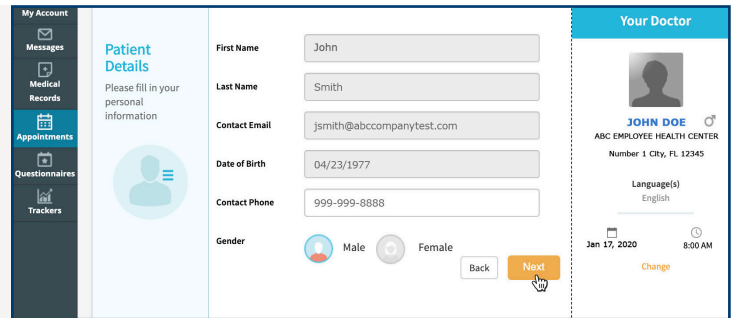 My Account
Messages
Medical
Records
Appointments
Questionnaires
Trackers
Patient
Details
Please fill in your
personal
information
First Name
John
Last Name
Smith
Contact Email
jsmith@abccompanytest.com
Date of Birth
04/23/1977
Contact Phone
999-999-8888
Gender
Male
Female
Back
Next
Your Doctor
JOHN DOE
ABC EMPLOYEE HEALTH CENTER
Number 1 City, FL 12345
Language(s)
English
Jan 17, 2020
8:00 AM
Change